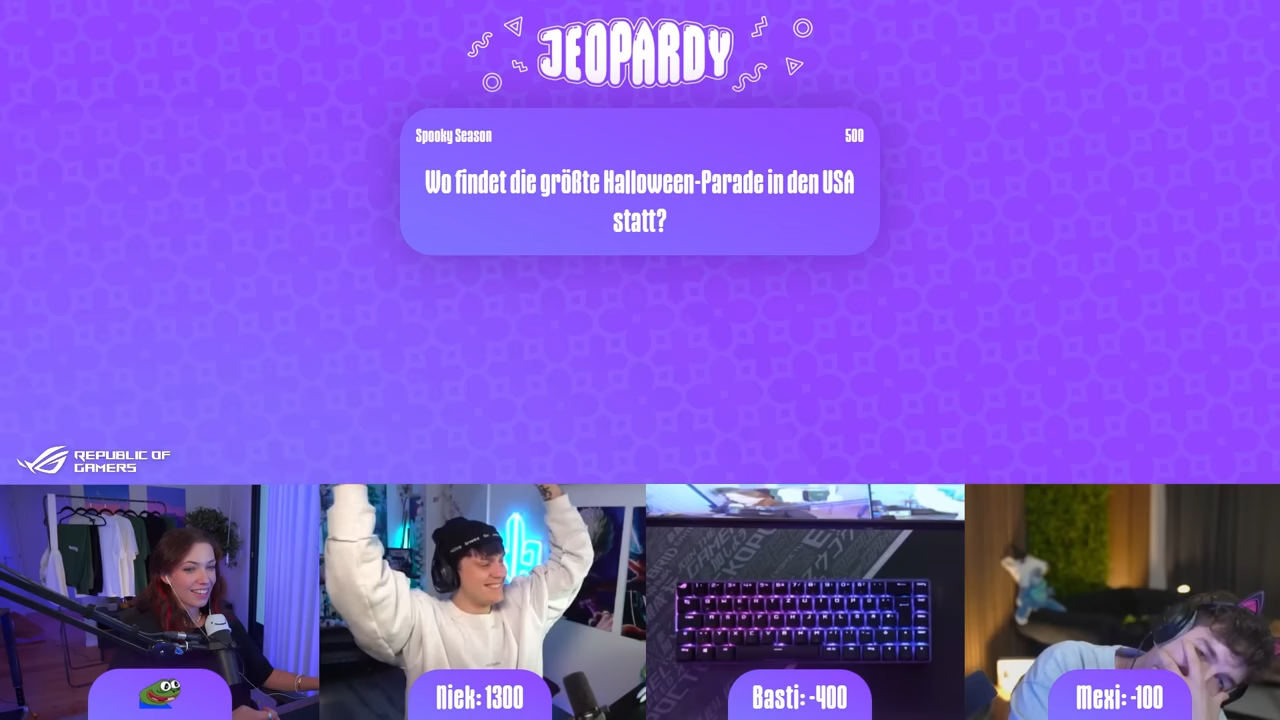 JEOPARDY
Spooky Season
500
Wo findet die größte Halloween-Parade in den USA
statt?
REPUBLIC OF
GAMERS
Niek: 1300
Basti: -400
Mexi: -100